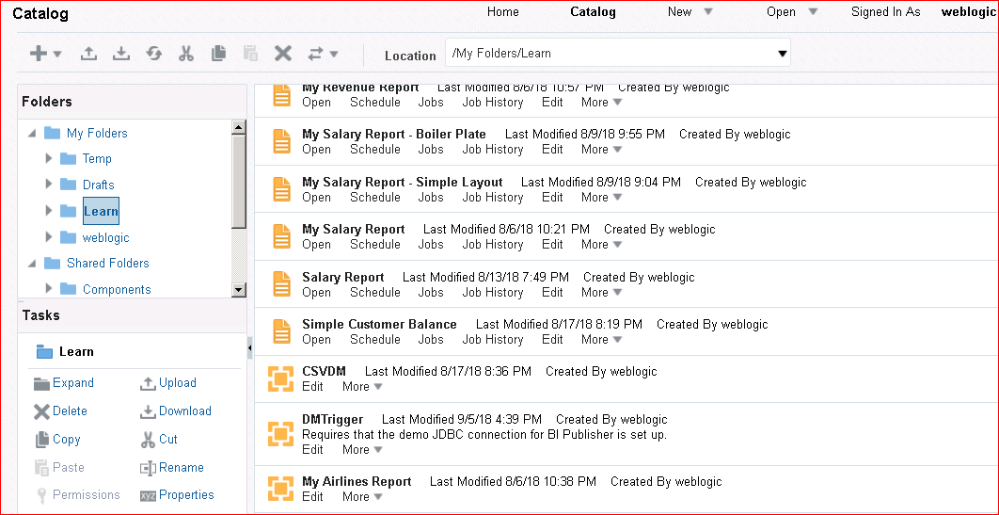 Catalog Home Catalog New Open Signed In As weblogic
Location /My Folders/Learn
Folders
My Folders
Temp
Drafts
Learn
weblogic
Shared Folders
Components
Tasks
Learn
Expand Upload
Delete Download
Copy Cut
Paste Rename
Permissions Properties
My Revenue Report Last Modified 8/6/18 10:57 PM Created By weblogic
Open Schedule Jobs Job History Edit More
My Salary Report - Boiler Plate Last Modified 8/9/18 9:55 PM Created By weblogic
Open Schedule Jobs Job History Edit More
My Salary Report - Simple Layout Last Modified 8/9/18 9:04 PM Created By weblogic
Open Schedule Jobs Job History Edit More
My Salary Report Last Modified 8/6/18 10:21 PM Created By weblogic
Open Schedule Jobs Job History Edit More
Salary Report Last Modified 8/13/18 7:49 PM Created By weblogic
Open Schedule Jobs Job History Edit More
Simple Customer Balance Last Modified 8/17/18 8:19 PM Created By weblogic
Open Schedule Jobs Job History Edit More
CSVDM Last Modified 8/17/18 8:36 PM Created By weblogic
Edit More
DMTrigger Last Modified 9/5/18 4:39 PM Created By weblogic
Requires that the demo JDBC connection for BI Publisher is set up.
Edit More
My Airlines Report Last Modified 8/6/18 10:38 PM Created By weblogic
Edit More